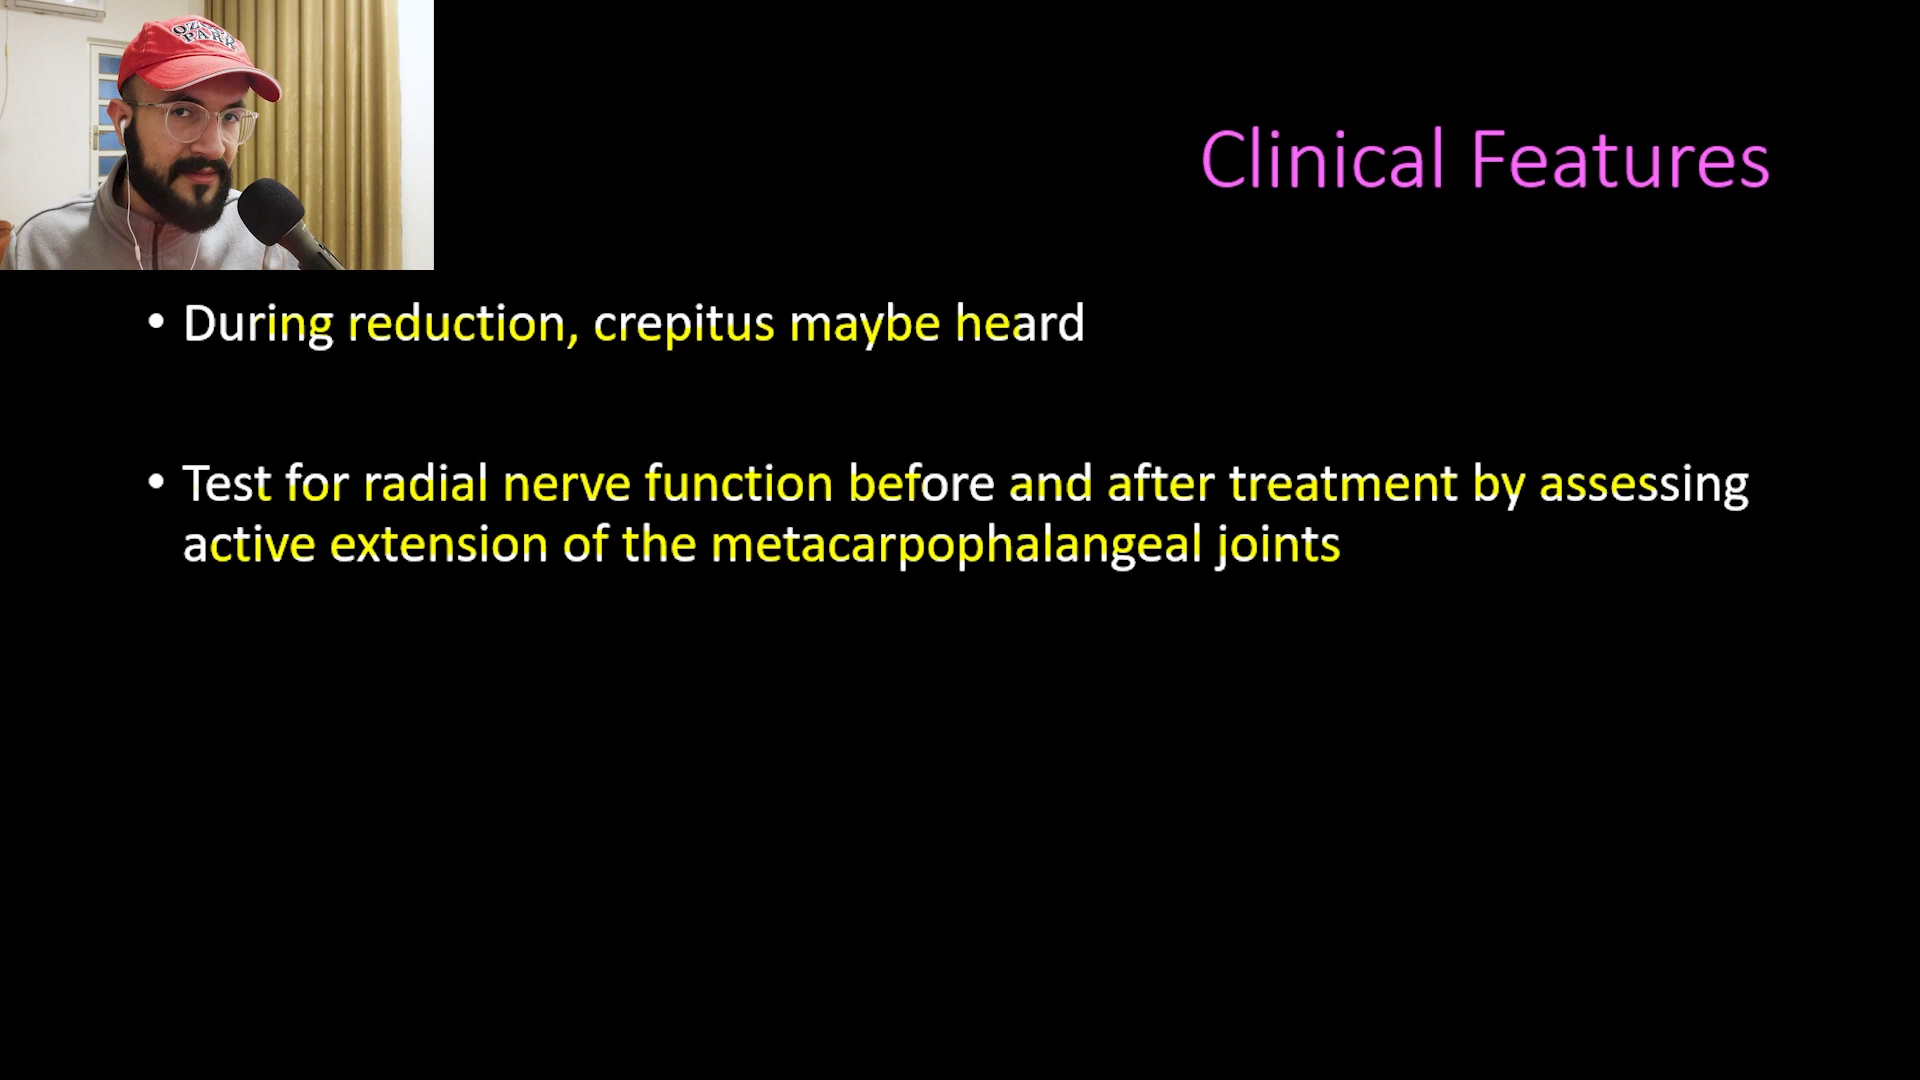 Clinical Features
• During reduction, crepitus maybe heard
• Test for radial nerve function before and after treatment by assessing
active extension of the metacarpophalangeal joints